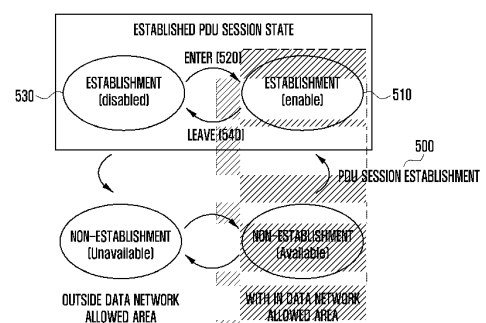 ESTABLISHED PDU SESSION STATE
ENTER (520)
ESTABLISHMENT
(disabled)
ESTABLISHMENT
(enable)
530
510
LEAVE (540)
500
PDU SESSION ESTABLISHMENT
NON-ESTABLISHMENT
(Unavailable)
NON-ESTABLISHMENT
(Available)
OUTSIDE DATA NETWORK
ALLOWED AREA
WITH IN DATA NETWORK
ALLOWED AREA